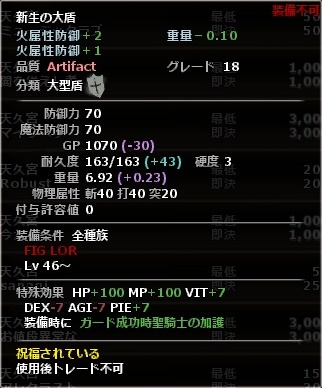 装備不可
新生の大盾
火属性防御+2 重量-0.10
火属性防御+1
品質 Artifact グレード 18
分類 大型盾
防御力 70
魔法防御力 70
GP 1070 (-30)
耐久度 163/163 (+43) 硬度 3
重量 6.92 (+0.23)
物理属性 斬40 打40 突20
付与許容値 0
装備条件 全種族
FIG LOR
Lv 46～
特殊効果 HP+100 MP+100 VIT+7
DEX-7 AGI-7 PIE+7
装備時に ガード成功時聖騎士の加護
祝福されている
使用後トレード不可